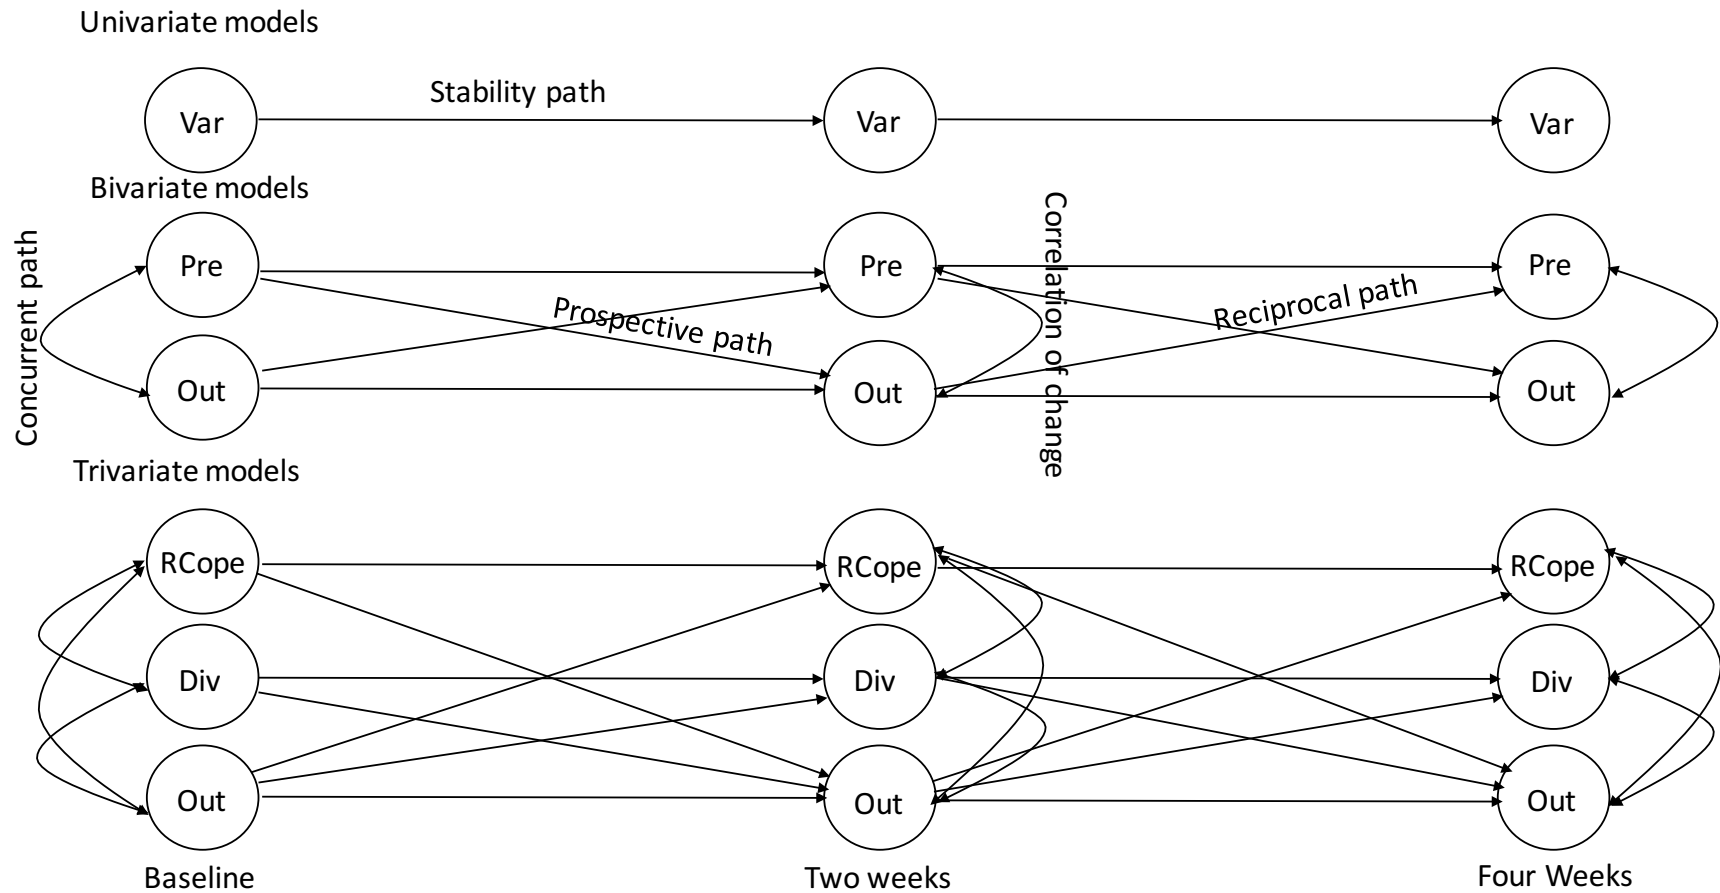 Univariate models
Var
Stability path
Var
Var
Bivariate models
Concurrent path
Pre
Pre
Correlation of change
Pre
Prospective path
Reciprocal path
Out
Out
Out
Trivariate models
RCope
RCope
RCope
Div
Div
Div
Out
Out
Out
Baseline
Two weeks
Four Weeks